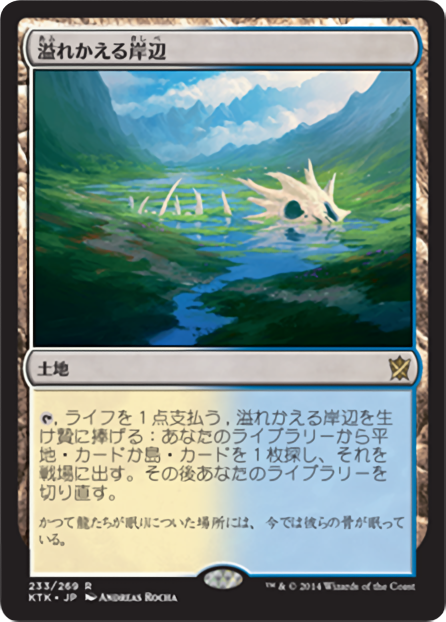 溢れかえる岸辺
土地
, ライフを1点支払う, 溢れかえる岸辺を生
け贄に捧げる:あなたのライブラリーから平
地・カードか島・カードを1枚探し、それを
戦場に出す。その後あなたのライブラリーを
切り直す。
かつて龍たちが眠りについた場所には、今では彼らの骨が眠って
いる。
233/269 R
KTK • JP ANDREAS ROCHA
™ & © 2014 Wizards of the Coast